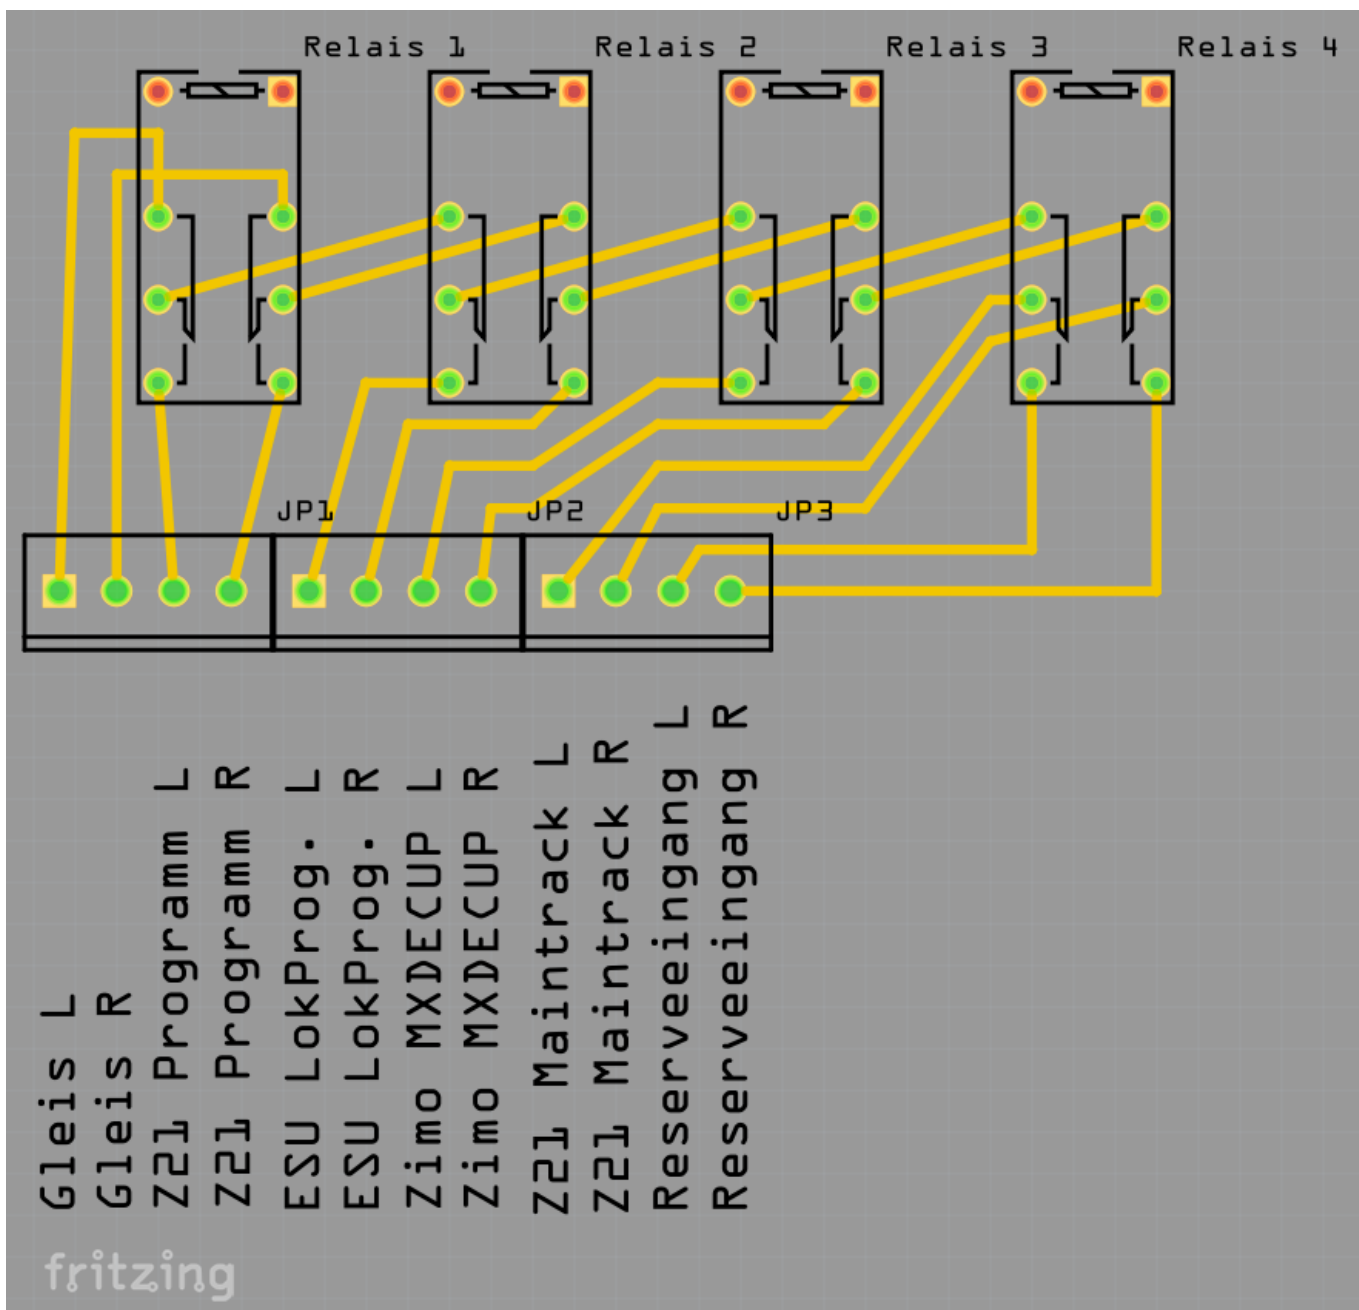 Relais 1
Relais 2
Relais 3
Relais 4
JP1
JP2
JP3
Gleis L
Gleis R
Z21 Programm L
Z21 Programm R
ESU LokProg. L
ESU LokProg. R
Zimo MXDECUP L
Zimo MXDECUP R
Z21 Maintrack L
Z21 Maintrack R
Reserveeingang L
Reserveeingang R
fritzing